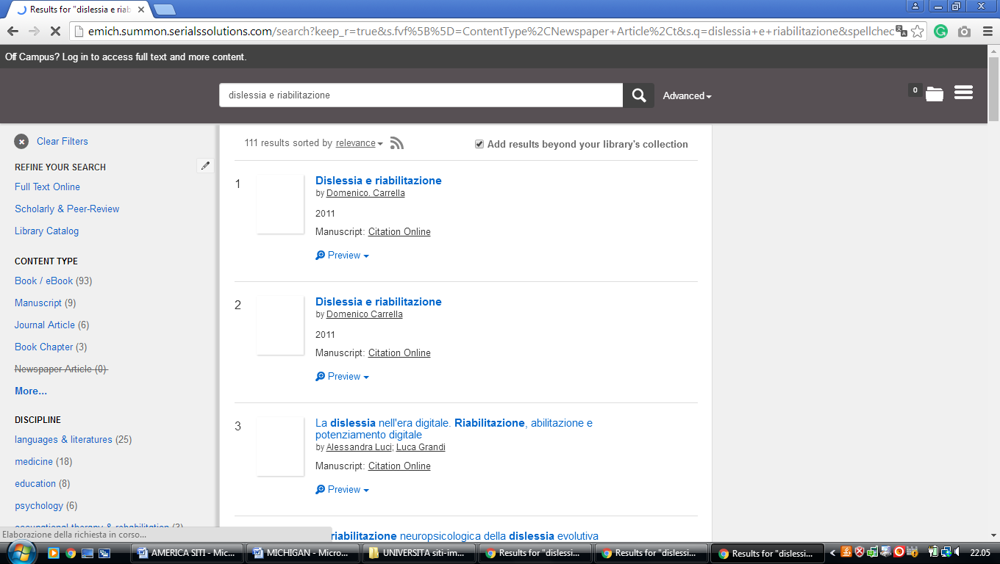 Results for "dislessia e riab
emich.summon.serialssolutions.com/search?keep_r=true&s.fvf%5B%5D=ContentType%2CNewspaper+Article%2Ct&s.q=dislessia+e+riabilitazione&spellchec
Off Campus? Log in to access full text and more content.
dislessia e riabilitazione
Advanced
0
Clear Filters
REFINE YOUR SEARCH
Full Text Online
Scholarly & Peer-Review
Library Catalog
CONTENT TYPE
Book / eBook (93)
Manuscript (9)
Journal Article (6)
Book Chapter (3)
Newspaper Article (0)
More...
DISCIPLINE
languages & literatures (25)
medicine (18)
education (8)
psychology (6)
occupational therapy & rehabilitation (3)
111 results sorted by relevance
Add results beyond your library's collection
1
Dislessia e riabilitazione
by Domenico. Carrella
2011
Manuscript: Citation Online
Preview
2
Dislessia e riabilitazione
by Domenico Carrella
2011
Manuscript: Citation Online
Preview
3
La dislessia nell'era digitale. Riabilitazione, abilitazione e
potenziamento digitale
by Alessandra Luci; Luca Grandi
Manuscript: Citation Online
Preview
riabilitazione neuropsicologica della dislessia evolutiva
Elaborazione della richiesta in corso...
AMERICA SITI - Mic...
MICHIGAN - Micro...
UNIVERSITA siti-im...
Results for "dislessi...
Results for "dislessi...
Results for "dislessi...
22.05